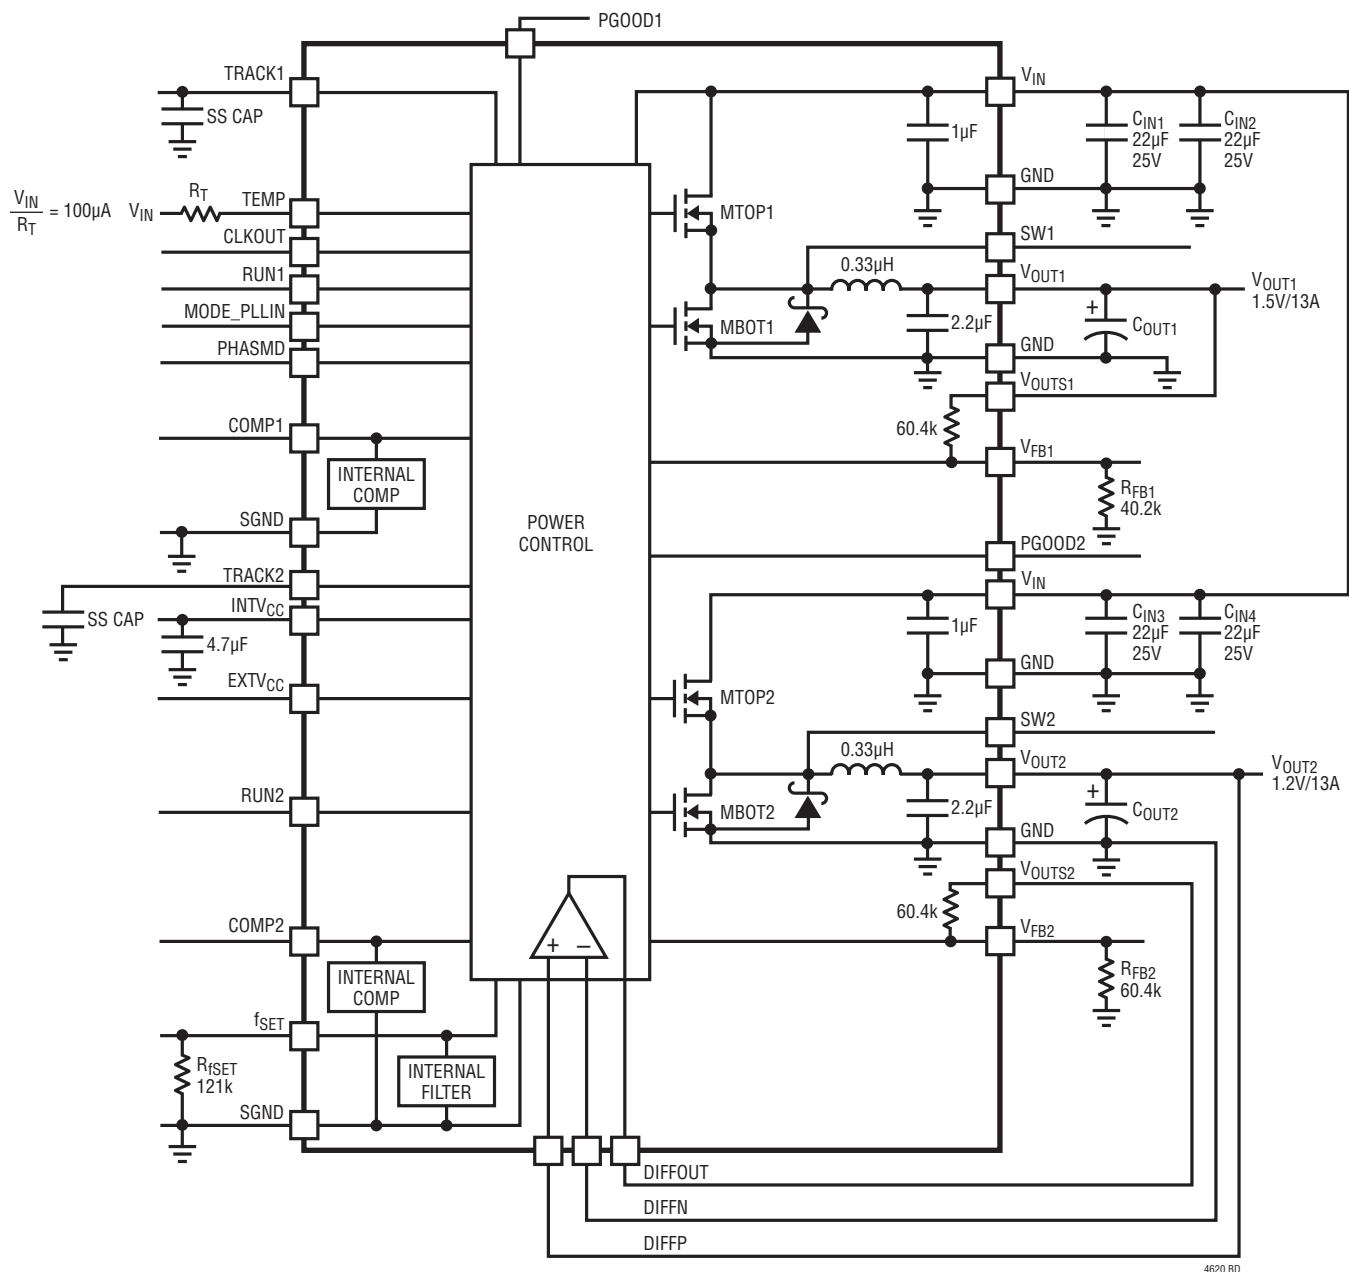 PGOOD1
TRACK1
SS CAP
VIN
1µF
CIN1
22µF
25V
CIN2
22µF
25V
GND
VIN/RT = 100µA
VIN
RT
TEMP
MTOP1
CLKOUT
SW1
RUN1
0.33µH
VOUT1
VOUT1
1.5V/13A
MODE_PLLIN
MBOT1
2.2µF
+
COUT1
PHASMD
GND
VOUTS1
60.4k
COMP1
INTERNAL
COMP
VFB1
RFB1
40.2k
SGND
POWER
CONTROL
PGOOD2
TRACK2
SS CAP
VIN
INTVCC
4.7µF
1µF
CIN3
22µF
25V
CIN4
22µF
25V
GND
EXTVCC
MTOP2
SW2
0.33µH
VOUT2
VOUT2
1.2V/13A
RUN2
MBOT2
2.2µF
+
COUT2
GND
VOUTS2
60.4k
COMP2
+ −
VFB2
INTERNAL
COMP
RFB2
60.4k
fSET
RfSET
121k
INTERNAL
FILTER
SGND
DIFFOUT
DIFFN
DIFFP
4620 BD